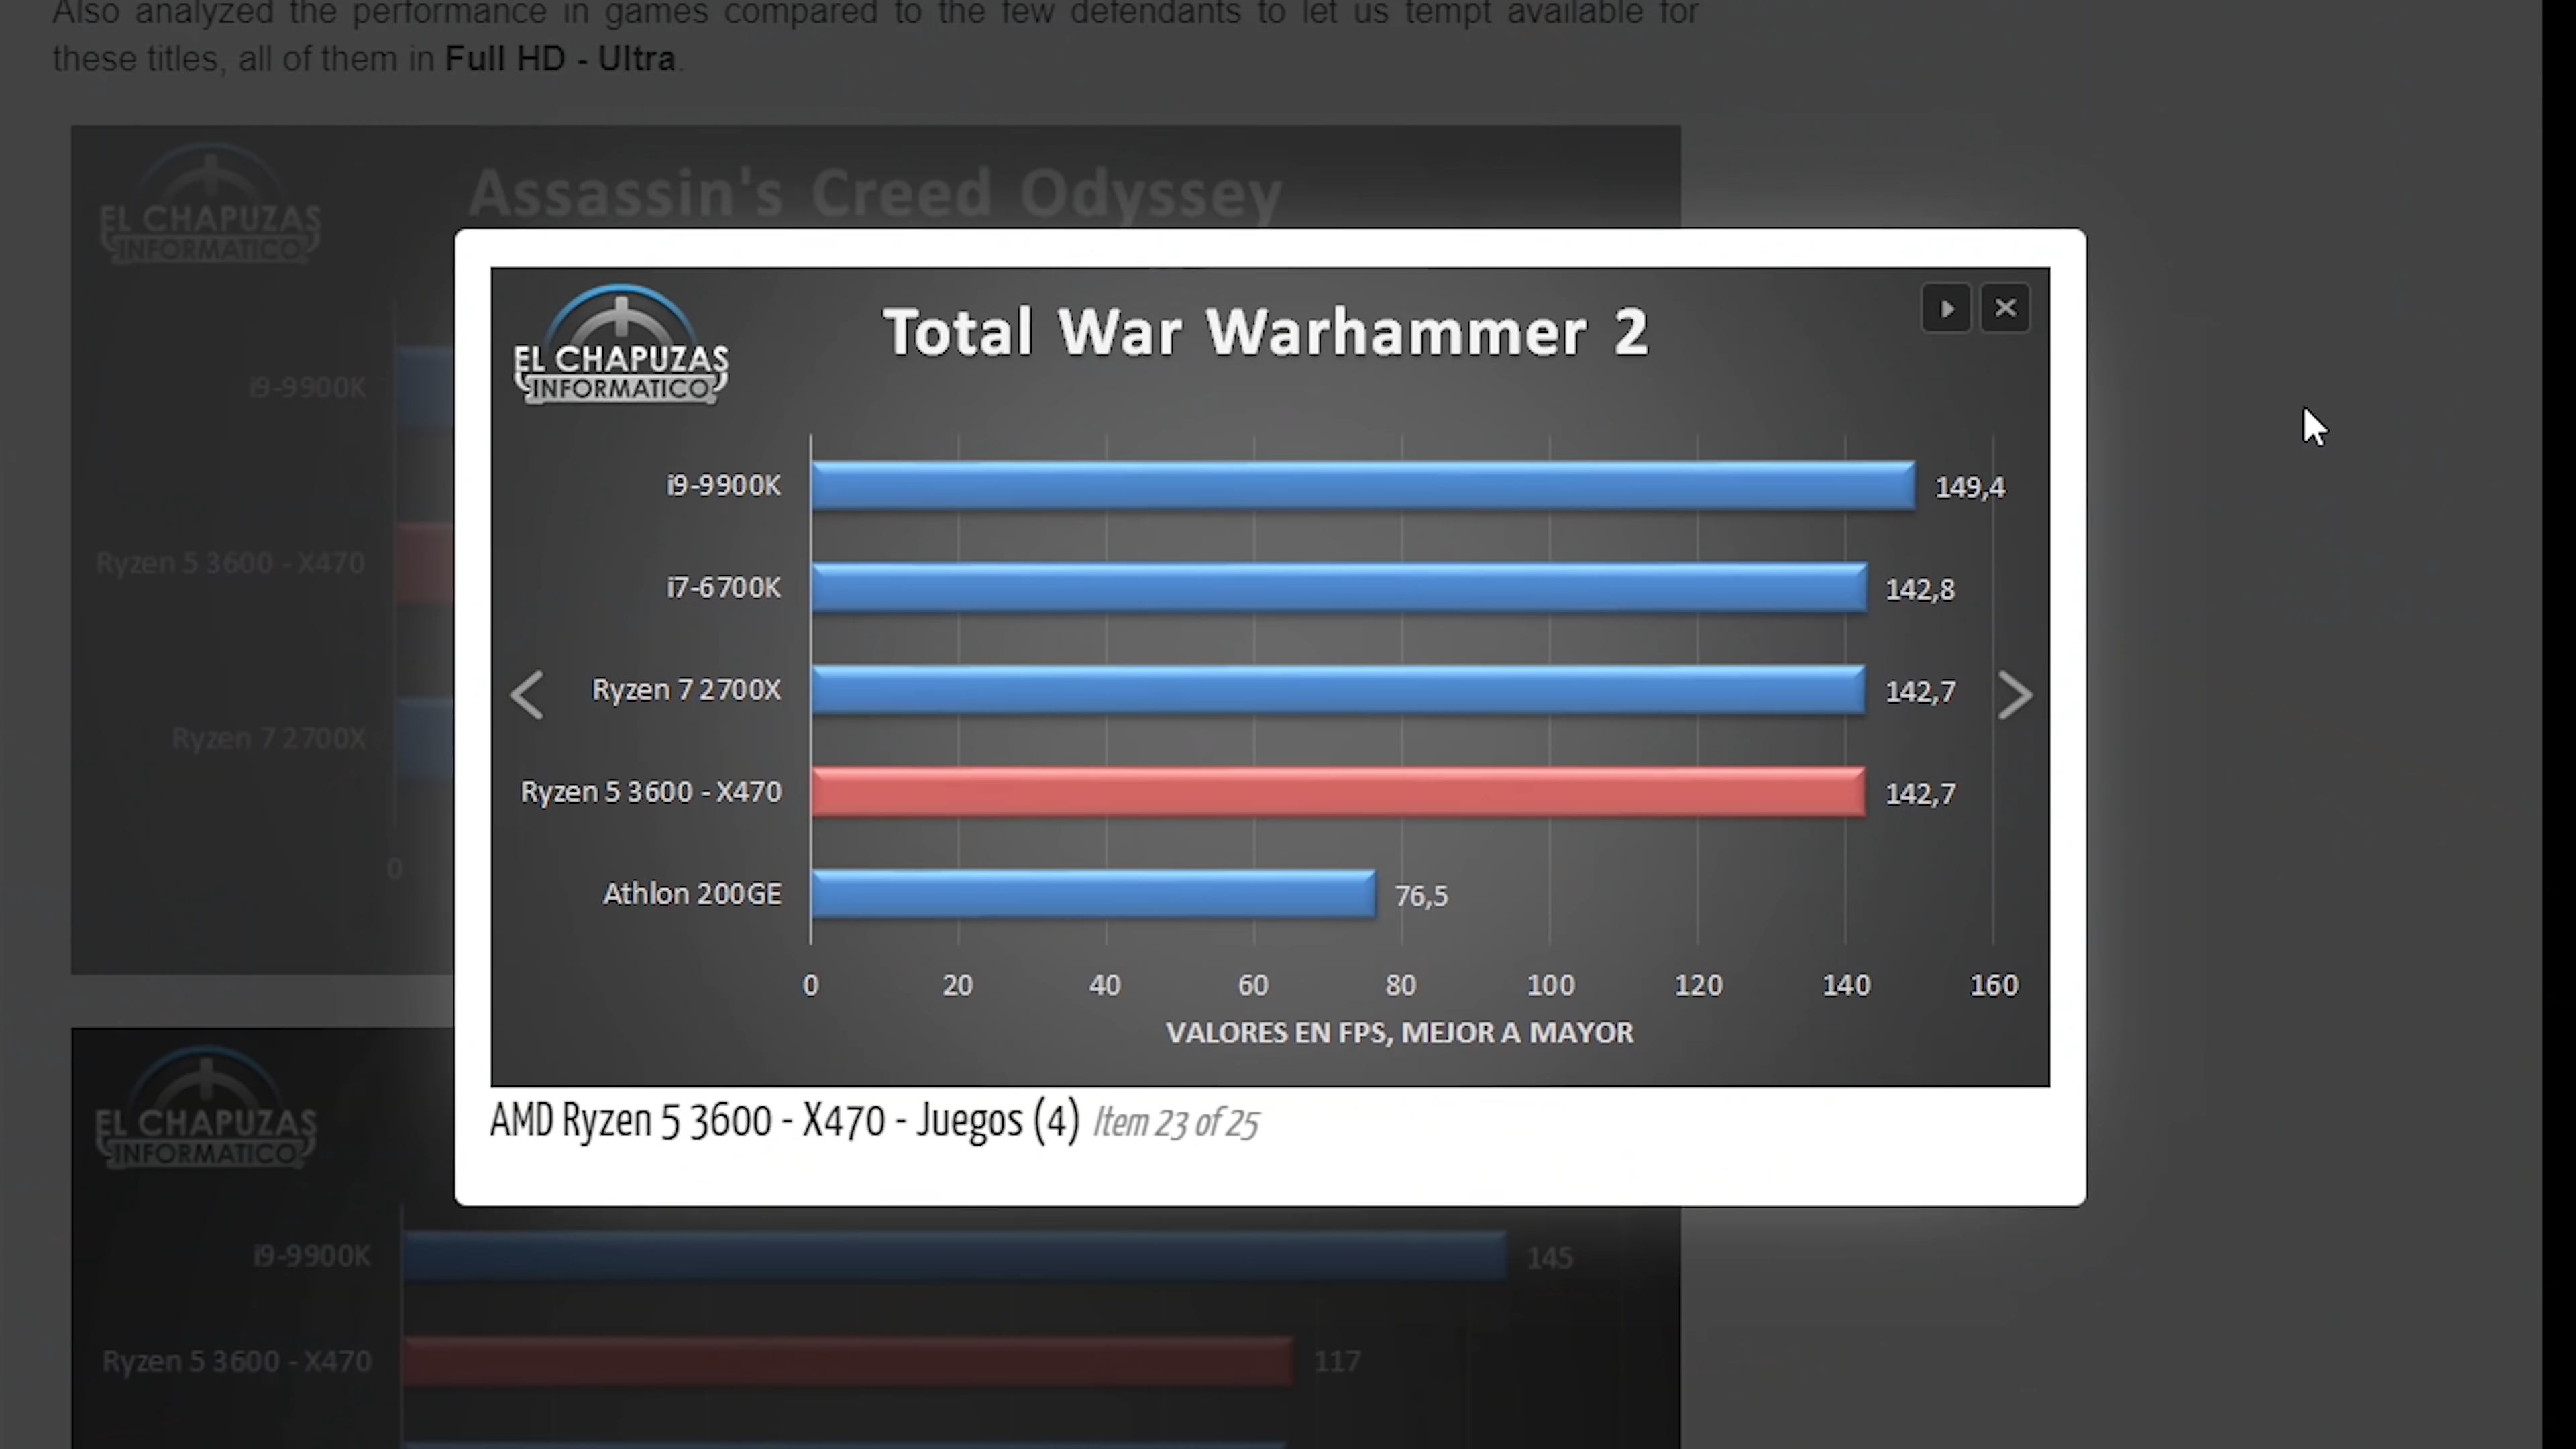 Also analyzed the performance in games compared to the few defendants to let us tempt available for
these titles, all of them in Full HD - Ultra.
EL CHAPUZAS
INFORMATICO
Assassin's Creed Odyssey
i9-9900K
Ryzen 5 3600 - X470
Ryzen 7 2700X
0
EL CHAPUZAS
INFORMATICO
Total War Warhammer 2
i9-9900K 149,4
i7-6700K 142,8
Ryzen 7 2700X 142,7
Ryzen 5 3600 - X470 142,7
Athlon 200GE 76,5
0 20 40 60 80 100 120 140 160
VALORES EN FPS, MEJOR A MAYOR
AMD Ryzen 5 3600 - X470 - Juegos (4) Item 23 of 25
EL CHAPUZAS
INFORMATICO
i9-9900K 145
Ryzen 5 3600 - X470 117